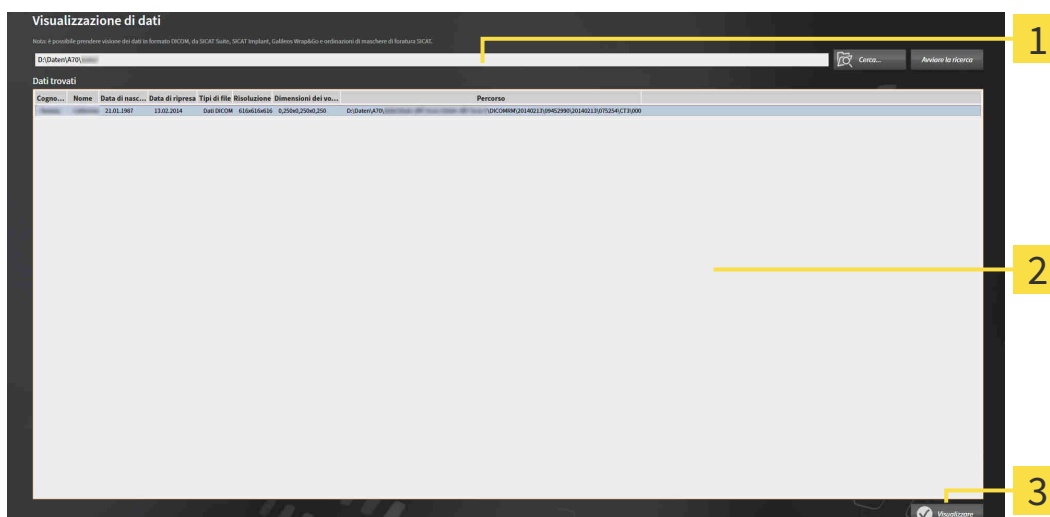 Visualizzazione di dati
Nota: è possibile prendere visione dei dati in formato DICOM, da SICAT Suite, SICAT Implant, Galileos Wrap&Go e ordinazioni di maschere di foratura SICAT.
1
D:\Daten\A70\
Cerca...
Avviare la ricerca
Dati trovati
Cogno... Nome Data di nasc... Data di ripresa Tipi di file Risoluzione Dimensioni dei vo... Percorso
21.01.1987 13.02.2014 Dati DICOM 616x616x616 0,250x0,250x0,250 D:\Daten\A70\ \DICOMRM\20140213\09452990\20140213\075254\CT3\000
2
3
Visualizzare